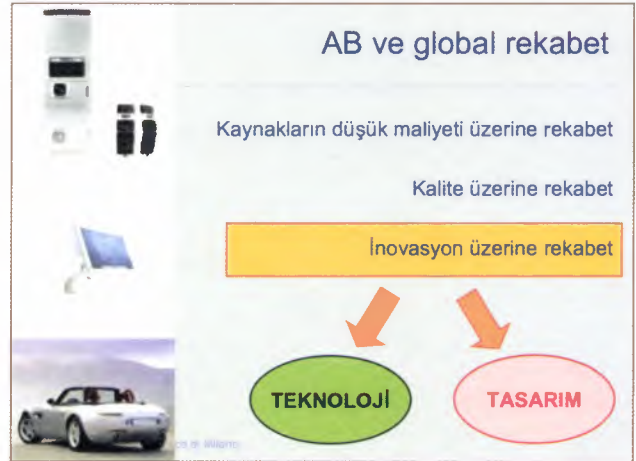 AB ve global rekabet
Kaynakların düşük maliyeti üzerine rekabet
Kalite üzerine rekabet
İnovasyon üzerine rekabet
TEKNOLOJİ
TASARIM